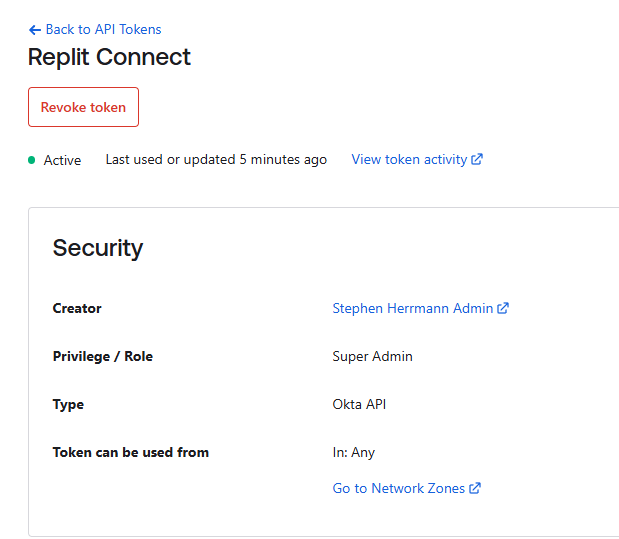 Back to API Tokens
Replit Connect
Revoke token
Active Last used or updated 5 minutes ago View token activity
Security
Creator Stephen Herrmann Admin
Privilege / Role Super Admin
Type Okta API
Token can be used from In: Any
Go to Network Zones